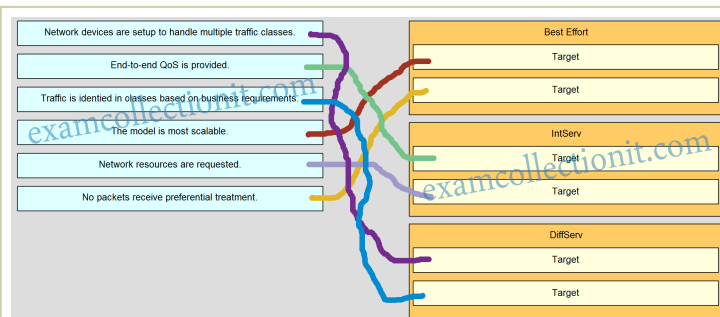 Network devices are setup to handle multiple traffic classes.
End-to-end QoS is provided.
Traffic is identied in classes based on business requirements.
The model is most scalable.
Network resources are requested.
No packets receive preferential treatment.
examcollectionit.com
Best Effort
Target
Target
IntServ
Target
Target
examcollectionit.com
DiffServ
Target
Target